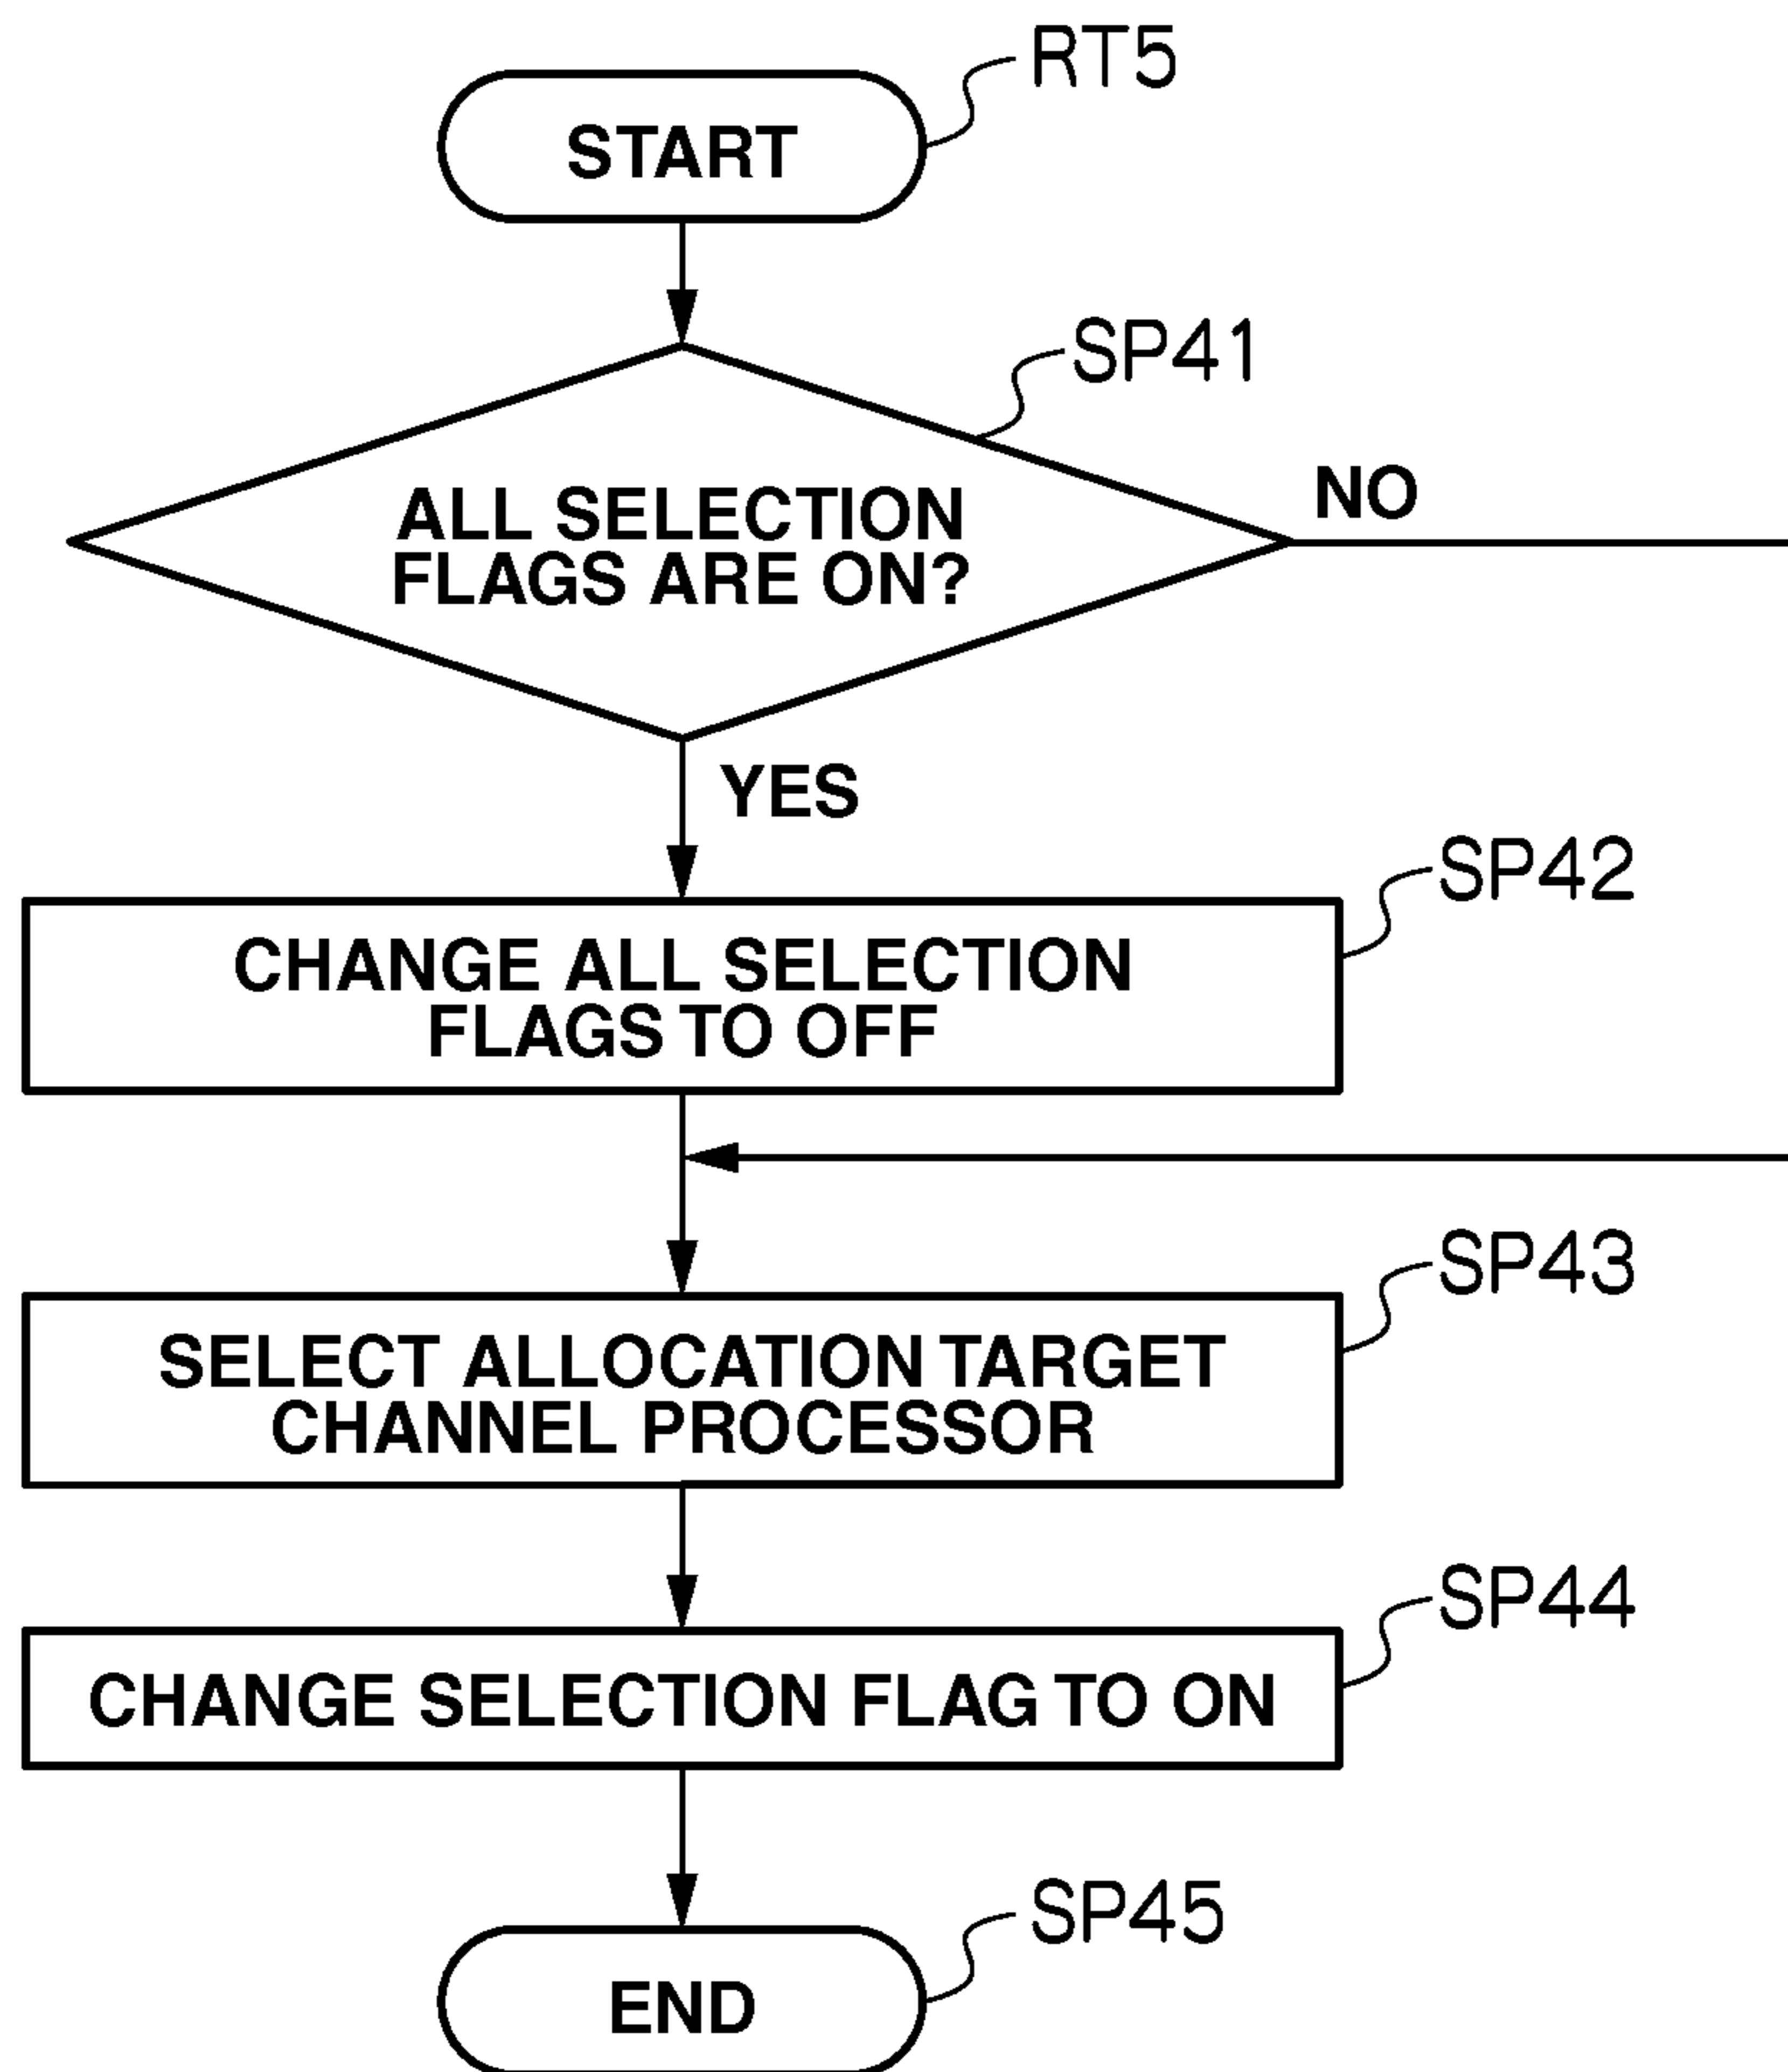 RT5
START
SP41
ALL SELECTION
FLAGS ARE ON?
NO
YES
SP42
CHANGE ALL SELECTION
FLAGS TO OFF
SP43
SELECT ALLOCATION TARGET
CHANNEL PROCESSOR
SP44
CHANGE SELECTION FLAG TO ON
SP45
END